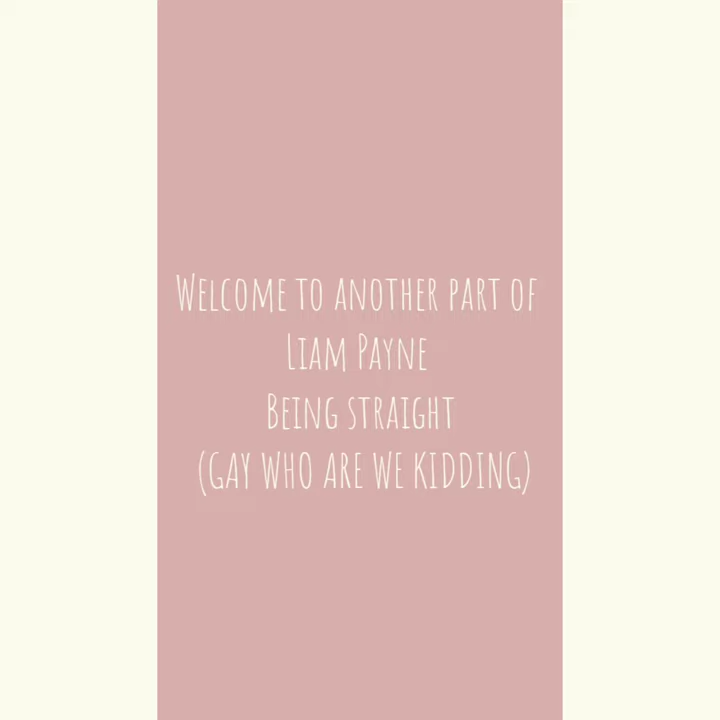 Welcome to another part of
Liam Payne
Being straight
(GAY WHO ARE WE KIDDING)